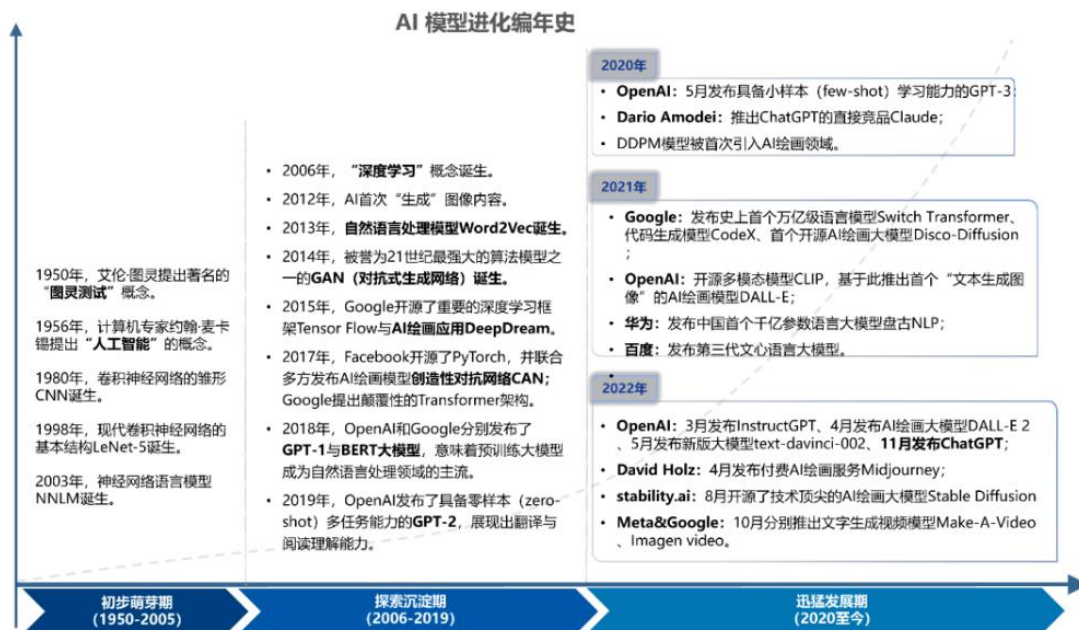 AI 模型进化编年史
1950年，艾伦·图灵提出著名的
“图灵测试”概念。
1956年，计算机专家约翰·麦卡
锡提出“人工智能”的概念。
1980年，卷积神经网络的雏形
CNN诞生。
1998年，现代卷积神经网络的
基本结构LeNet-5诞生。
2003年，神经网络语言模型
NNLM诞生。
• 2006年，“深度学习”概念诞生。
• 2012年，AI首次“生成”图像内容。
• 2013年，自然语言处理模型Word2Vec诞生。
• 2014年，被誉为21世纪最强大的算法模型之
一的GAN（对抗式生成网络）诞生。
• 2015年，Google开源了重要的深度学习框
架Tensor Flow与AI绘画应用DeepDream。
• 2017年，Facebook开源了PyTorch，并联合
多方发布AI绘画模型创造性对抗网络CAN；
Google提出颠覆性的Transformer架构。
• 2018年，OpenAI和Google分别发布了
GPT-1与BERT大模型，意味着预训练大模型
成为自然语言处理领域的主流。
• 2019年，OpenAI发布了具备零样本（zero-
shot）多任务能力的GPT-2，展现出翻译与
阅读理解能力。
2020年
• OpenAI：5月发布具备小样本（few-shot）学习能力的GPT-3；
• Dario Amodei：推出ChatGPT的直接竞品Claude；
• DDPM模型被首次引入AI绘画领域。
2021年
• Google：发布史上首个万亿级语言模型Switch Transformer、
代码生成模型CodeX、首个开源AI绘画大模型Disco-Diffusion
；
• OpenAI：开源多模态模型CLIP，基于此推出首个“文本生成图
像”的AI绘画模型DALL-E；
• 华为：发布中国首个千亿参数语言大模型盘古NLP；
• 百度：发布第三代文心语言大模型。
•
2022年
• OpenAI：3月发布InstructGPT、4月发布AI绘画大模型DALL-E 2
、5月发布新版大模型text-davinci-002、11月发布ChatGPT；
• David Holz：4月发布付费AI绘画服务Midjourney；
• stability.ai：8月开源了技术顶尖的AI绘画大模型Stable Diffusion
• Meta&Google：10月分别推出文字生成视频模型Make-A-Video
、Imagen video。
初步萌芽期
(1950-2005)
探索沉淀期
(2006-2019)
迅猛发展期
(2020至今)